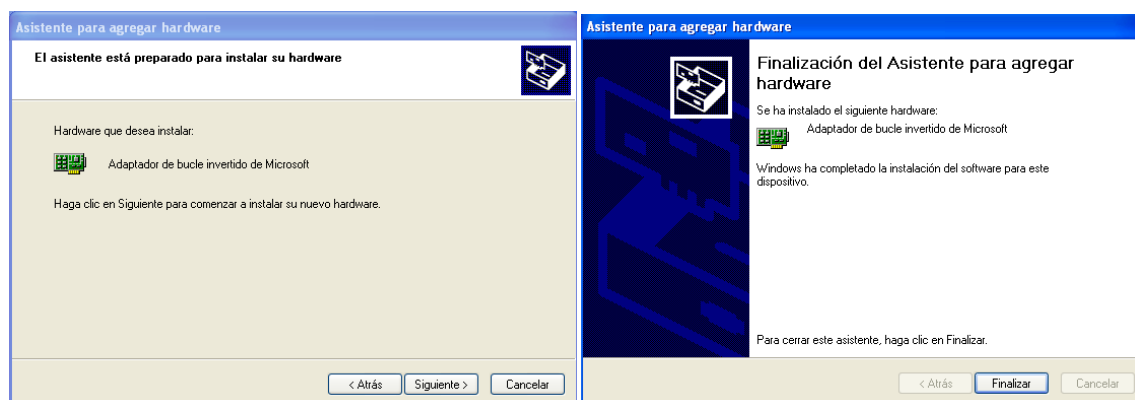 Asistente para agregar hardware
El asistente está preparado para instalar su hardware
Hardware que desea instalar:
Adaptador de bucle invertido de Microsoft
Haga clic en Siguiente para comenzar a instalar su nuevo hardware.
< Atrás
Siguiente >
Cancelar
Asistente para agregar hardware
Finalización del Asistente para agregar
hardware
Se ha instalado el siguiente hardware:
Adaptador de bucle invertido de Microsoft
Windows ha completado la instalación del software para este
dispositivo.
Para cerrar este asistente, haga clic en Finalizar.
< Atrás
Finalizar
Cancelar